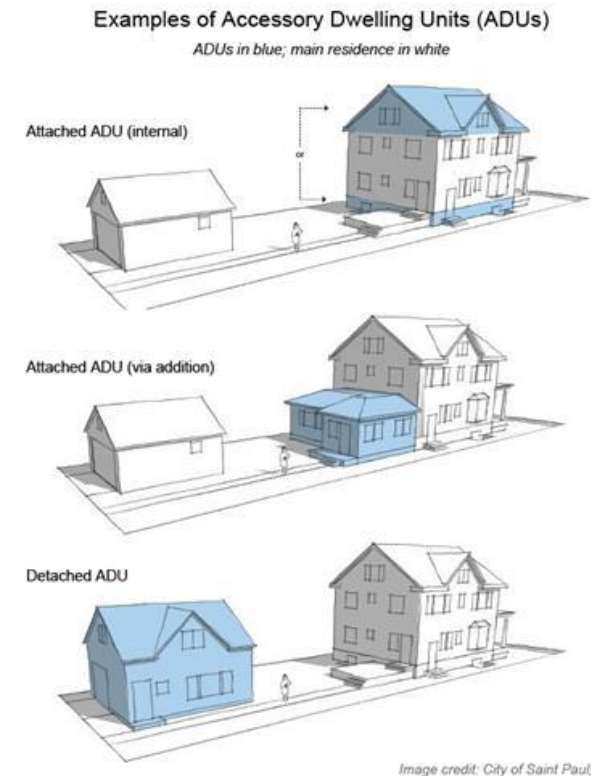 Examples of Accessory Dwelling Units (ADUs)
ADUs in blue; main residence in white
Attached ADU (internal)
or
Attached ADU (via addition)
Detached ADU
Image credit: City of Saint Paul,